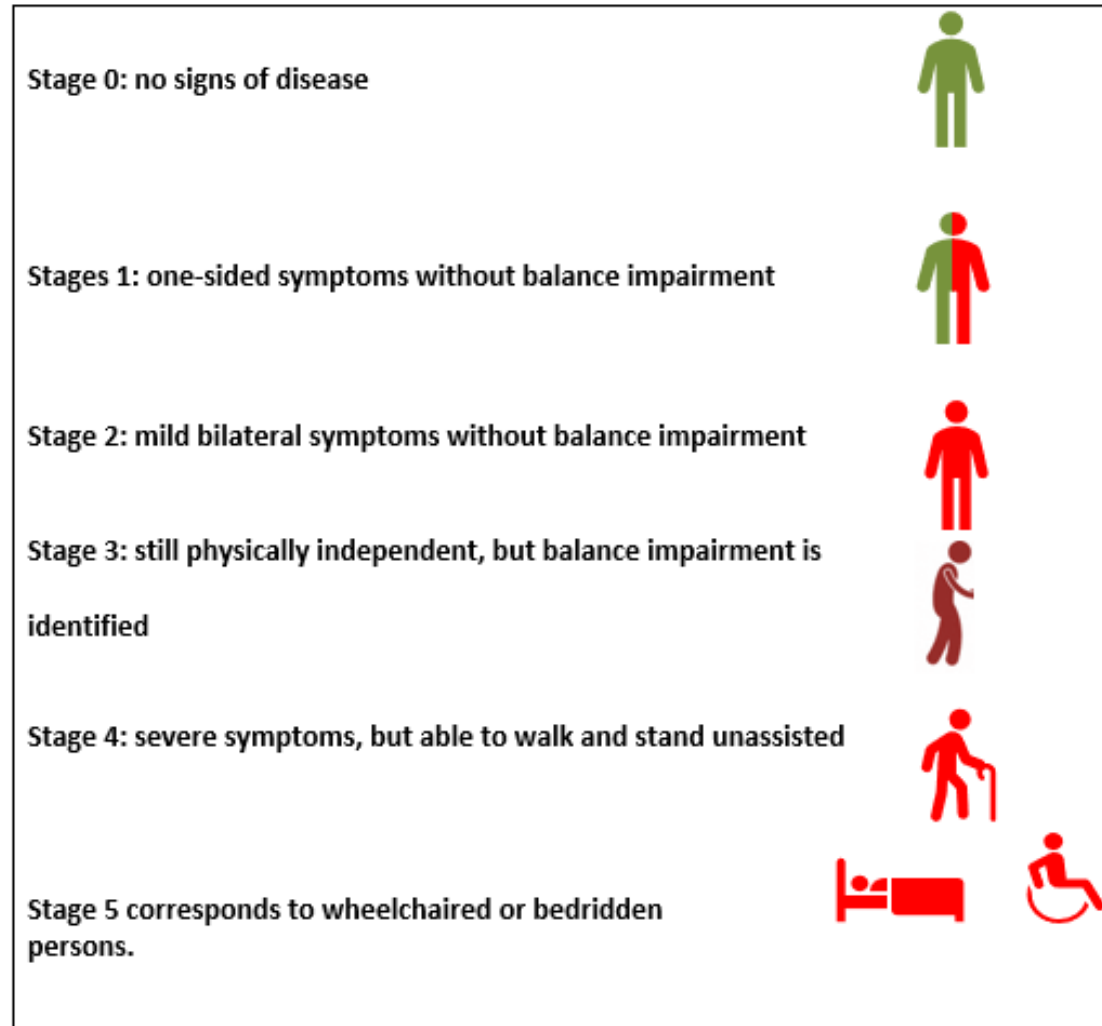 Stage 0: no signs of disease
Stages 1: one-sided symptoms without balance impairment
Stage 2: mild bilateral symptoms without balance impairment
Stage 3: still physically independent, but balance impairment is
identified
Stage 4: severe symptoms, but able to walk and stand unassisted
Stage 5 corresponds to wheelchaired or bedridden
persons.